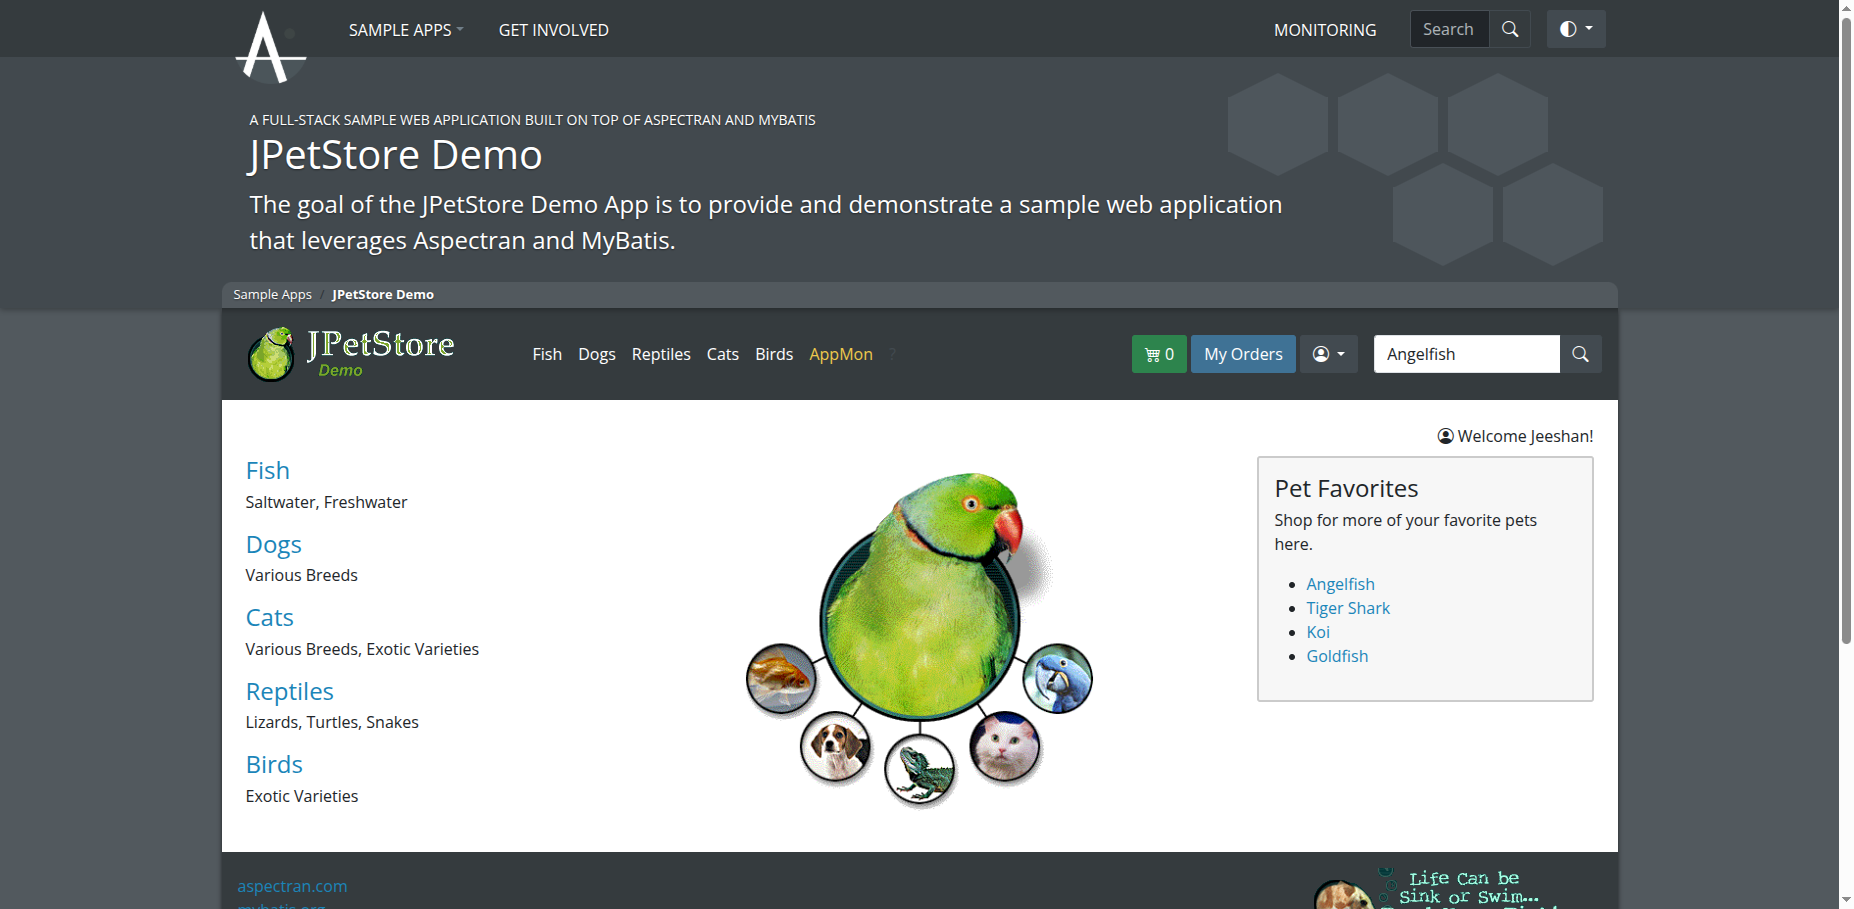 SAMPLE APPS
GET INVOLVED
MONITORING
Search
A FULL-STACK SAMPLE WEB APPLICATION BUILT ON TOP OF ASPECTRAN AND MYBATIS
JPetStore Demo
The goal of the JPetStore Demo App is to provide and demonstrate a sample web application
that leverages Aspectran and MyBatis.
Sample Apps / JPetStore Demo
JPetStore
Demo
Fish
Dogs
Reptiles
Cats
Birds
AppMon
?
0
My Orders
Angelfish
Welcome Jeeshan!
Fish
Saltwater, Freshwater
Dogs
Various Breeds
Cats
Various Breeds, Exotic Varieties
Reptiles
Lizards, Turtles, Snakes
Birds
Exotic Varieties
Pet Favorites
Shop for more of your favorite pets
here.
Angelfish
Tiger Shark
Koi
Goldfish
aspectran.com
mybatis.org
Life Can be
Sink or Swim...